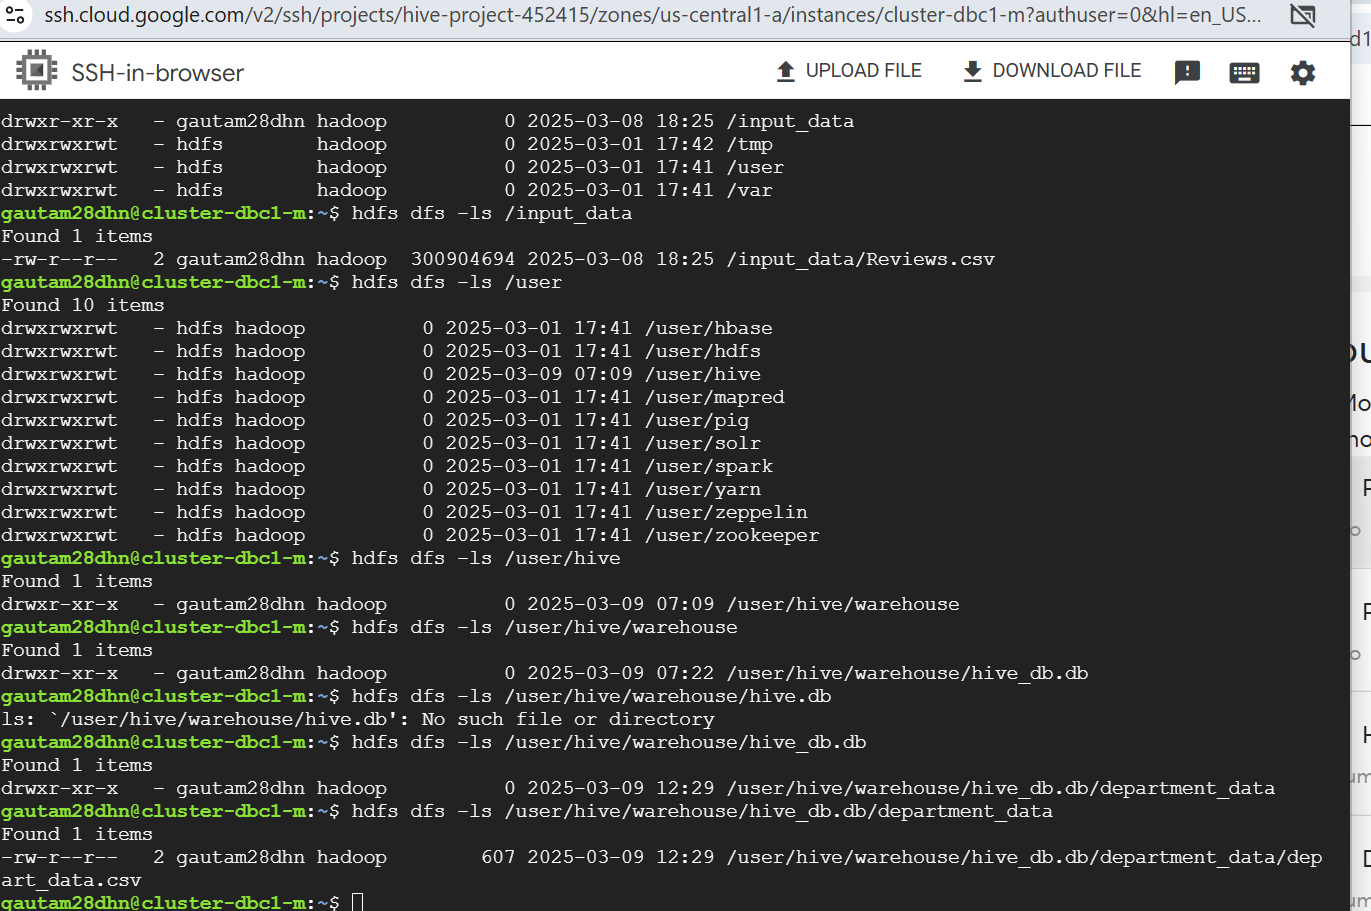 ssh.cloud.google.com/v2/ssh/projects/hive-project-452415/zones/us-central1-a/instances/cluster-dbc1-m?authuser=0&hl=en_US...
SSH-in-browser
UPLOAD FILE
DOWNLOAD FILE
drwxr-xr-x   - gautam28dhn hadoop          0 2025-03-08 18:25 /input_data
drwxrwxrwt   - hdfs        hadoop          0 2025-03-01 17:42 /tmp
drwxrwxrwt   - hdfs        hadoop          0 2025-03-01 17:41 /user
drwxrwxrwt   - hdfs        hadoop          0 2025-03-01 17:41 /var
gautam28dhn@cluster-dbc1-m:~$ hdfs dfs -ls /input_data
Found 1 items
-rw-r--r--   2 gautam28dhn hadoop  300904694 2025-03-08 18:25 /input_data/Reviews.csv
gautam28dhn@cluster-dbc1-m:~$ hdfs dfs -ls /user
Found 10 items
drwxrwxrwt   - hdfs hadoop          0 2025-03-01 17:41 /user/hbase
drwxrwxrwt   - hdfs hadoop          0 2025-03-01 17:41 /user/hdfs
drwxrwxrwt   - hdfs hadoop          0 2025-03-09 07:09 /user/hive
drwxrwxrwt   - hdfs hadoop          0 2025-03-01 17:41 /user/mapred
drwxrwxrwt   - hdfs hadoop          0 2025-03-01 17:41 /user/pig
drwxrwxrwt   - hdfs hadoop          0 2025-03-01 17:41 /user/solr
drwxrwxrwt   - hdfs hadoop          0 2025-03-01 17:41 /user/spark
drwxrwxrwt   - hdfs hadoop          0 2025-03-01 17:41 /user/yarn
drwxrwxrwt   - hdfs hadoop          0 2025-03-01 17:41 /user/zeppelin
drwxrwxrwt   - hdfs hadoop          0 2025-03-01 17:41 /user/zookeeper
gautam28dhn@cluster-dbc1-m:~$ hdfs dfs -ls /user/hive
Found 1 items
drwxr-xr-x   - gautam28dhn hadoop          0 2025-03-09 07:09 /user/hive/warehouse
gautam28dhn@cluster-dbc1-m:~$ hdfs dfs -ls /user/hive/warehouse
Found 1 items
drwxr-xr-x   - gautam28dhn hadoop          0 2025-03-09 07:22 /user/hive/warehouse/hive_db.db
gautam28dhn@cluster-dbc1-m:~$ hdfs dfs -ls /user/hive/warehouse/hive.db
ls: `/user/hive/warehouse/hive.db': No such file or directory
gautam28dhn@cluster-dbc1-m:~$ hdfs dfs -ls /user/hive/warehouse/hive_db.db
Found 1 items
drwxr-xr-x   - gautam28dhn hadoop          0 2025-03-09 12:29 /user/hive/warehouse/hive_db.db/department_data
gautam28dhn@cluster-dbc1-m:~$ hdfs dfs -ls /user/hive/warehouse/hive_db.db/department_data
Found 1 items
-rw-r--r--   2 gautam28dhn hadoop        607 2025-03-09 12:29 /user/hive/warehouse/hive_db.db/department_data/dep
art_data.csv
gautam28dhn@cluster-dbc1-m:~$